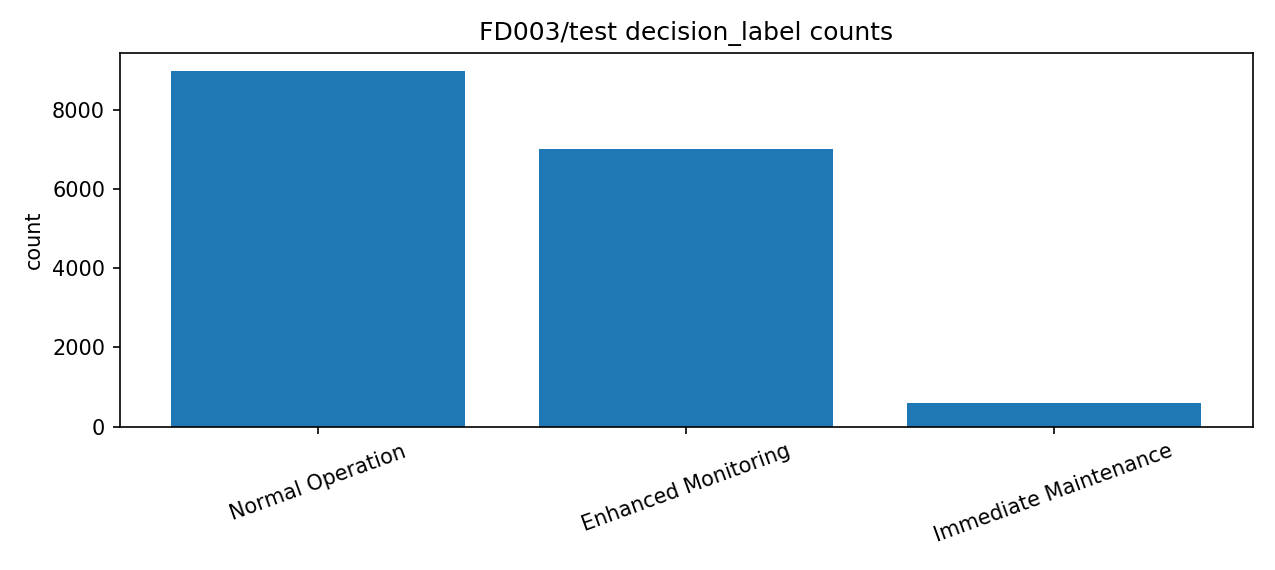 FD003/test decision_label counts
count
8000
6000
4000
2000
0
Normal Operation
Enhanced Monitoring
Immediate Maintenance